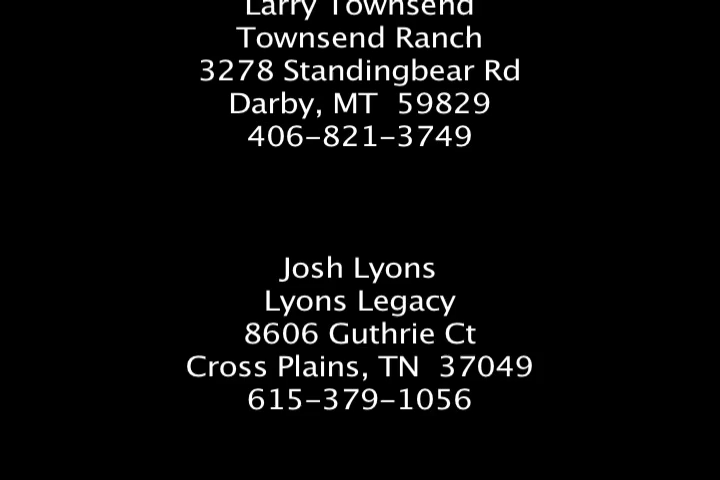 Larry Townsend
Townsend Ranch
3278 Standingbear Rd
Darby, MT  59829
406-821-3749
Josh Lyons
Lyons Legacy
8606 Guthrie Ct
Cross Plains, TN  37049
615-379-1056